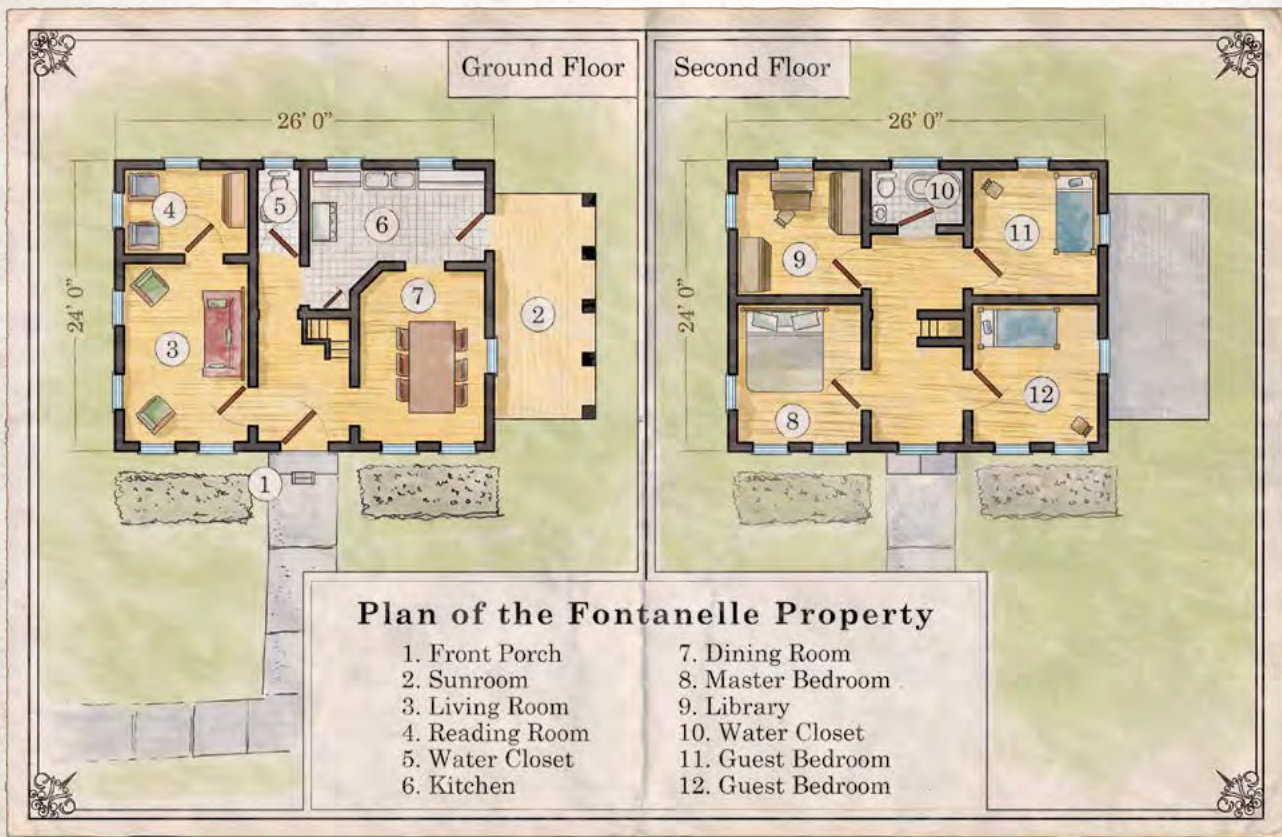 Ground Floor
Second Floor
26' 0"
26' 0"
24' 0"
24' 0"
4
5
6
7
3
2
1
9
10
11
8
12
Plan of the Fontanelle Property
1. Front Porch
2. Sunroom
3. Living Room
4. Reading Room
5. Water Closet
6. Kitchen
7. Dining Room
8. Master Bedroom
9. Library
10. Water Closet
11. Guest Bedroom
12. Guest Bedroom